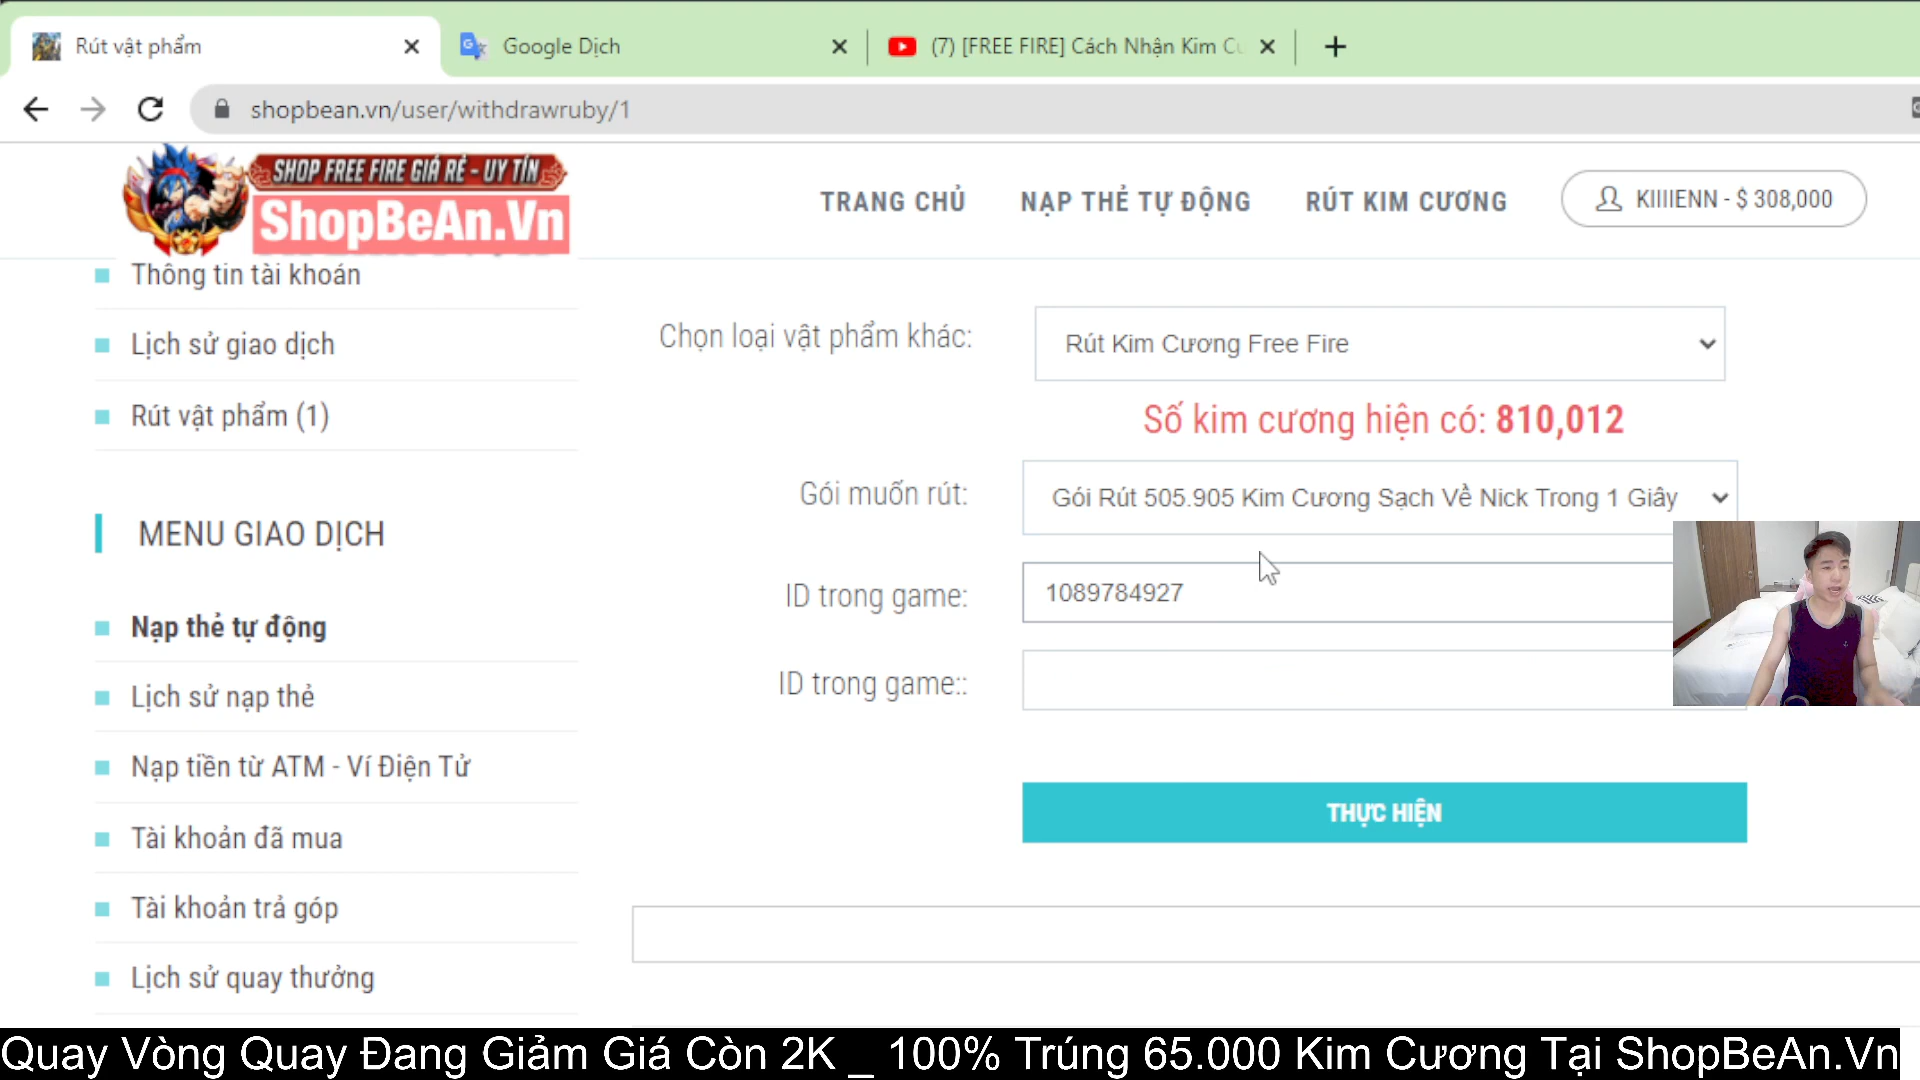 Rút vật phẩm
Google Dịch
(7) [FREE FIRE] Cách Nhận Kim Cư
shopbean.vn/user/withdrawruby/1
SHOP FREE FIRE GIÁ RẺ - UY TÍN
ShopBeAn.Vn
TRANG CHỦ
NẠP THẺ TỰ ĐỘNG
RÚT KIM CƯƠNG
KIIIIENN - $ 308,000
Thông tin tài khoản
Lịch sử giao dịch
Rút vật phẩm (1)
MENU GIAO DỊCH
Nạp thẻ tự động
Lịch sử nạp thẻ
Nạp tiền từ ATM - Ví Điện Tử
Tài khoản đã mua
Tài khoản trả góp
Lịch sử quay thưởng
Chọn loại vật phẩm khác:
Rút Kim Cương Free Fire
Số kim cương hiện có: 810,012
Gói muốn rút:
Gói Rút 505.905 Kim Cương Sạch Về Nick Trong 1 Giây
ID trong game:
1089784927
ID trong game::
THỰC HIỆN
Quay Vòng Quay Đang Giảm Giá Còn 2K _ 100% Trúng 65.000 Kim Cương Tại ShopBeAn.Vn